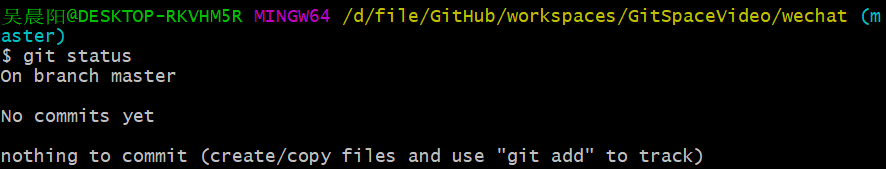 吴晨阳@DESKTOP-RKVHM5R MINGW64 /d/file/GitHub/workspaces/GitSpaceVideo/wechat (m
aster)
$ git status
On branch master
No commits yet
nothing to commit (create/copy files and use "git add" to track)